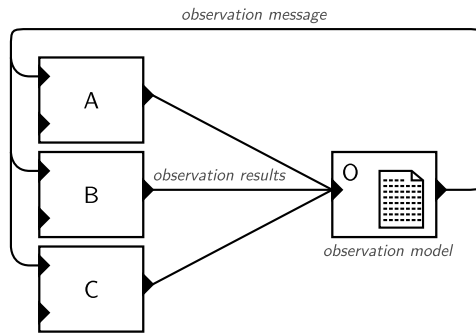 observation message
A
B
observation results
O
observation model
C